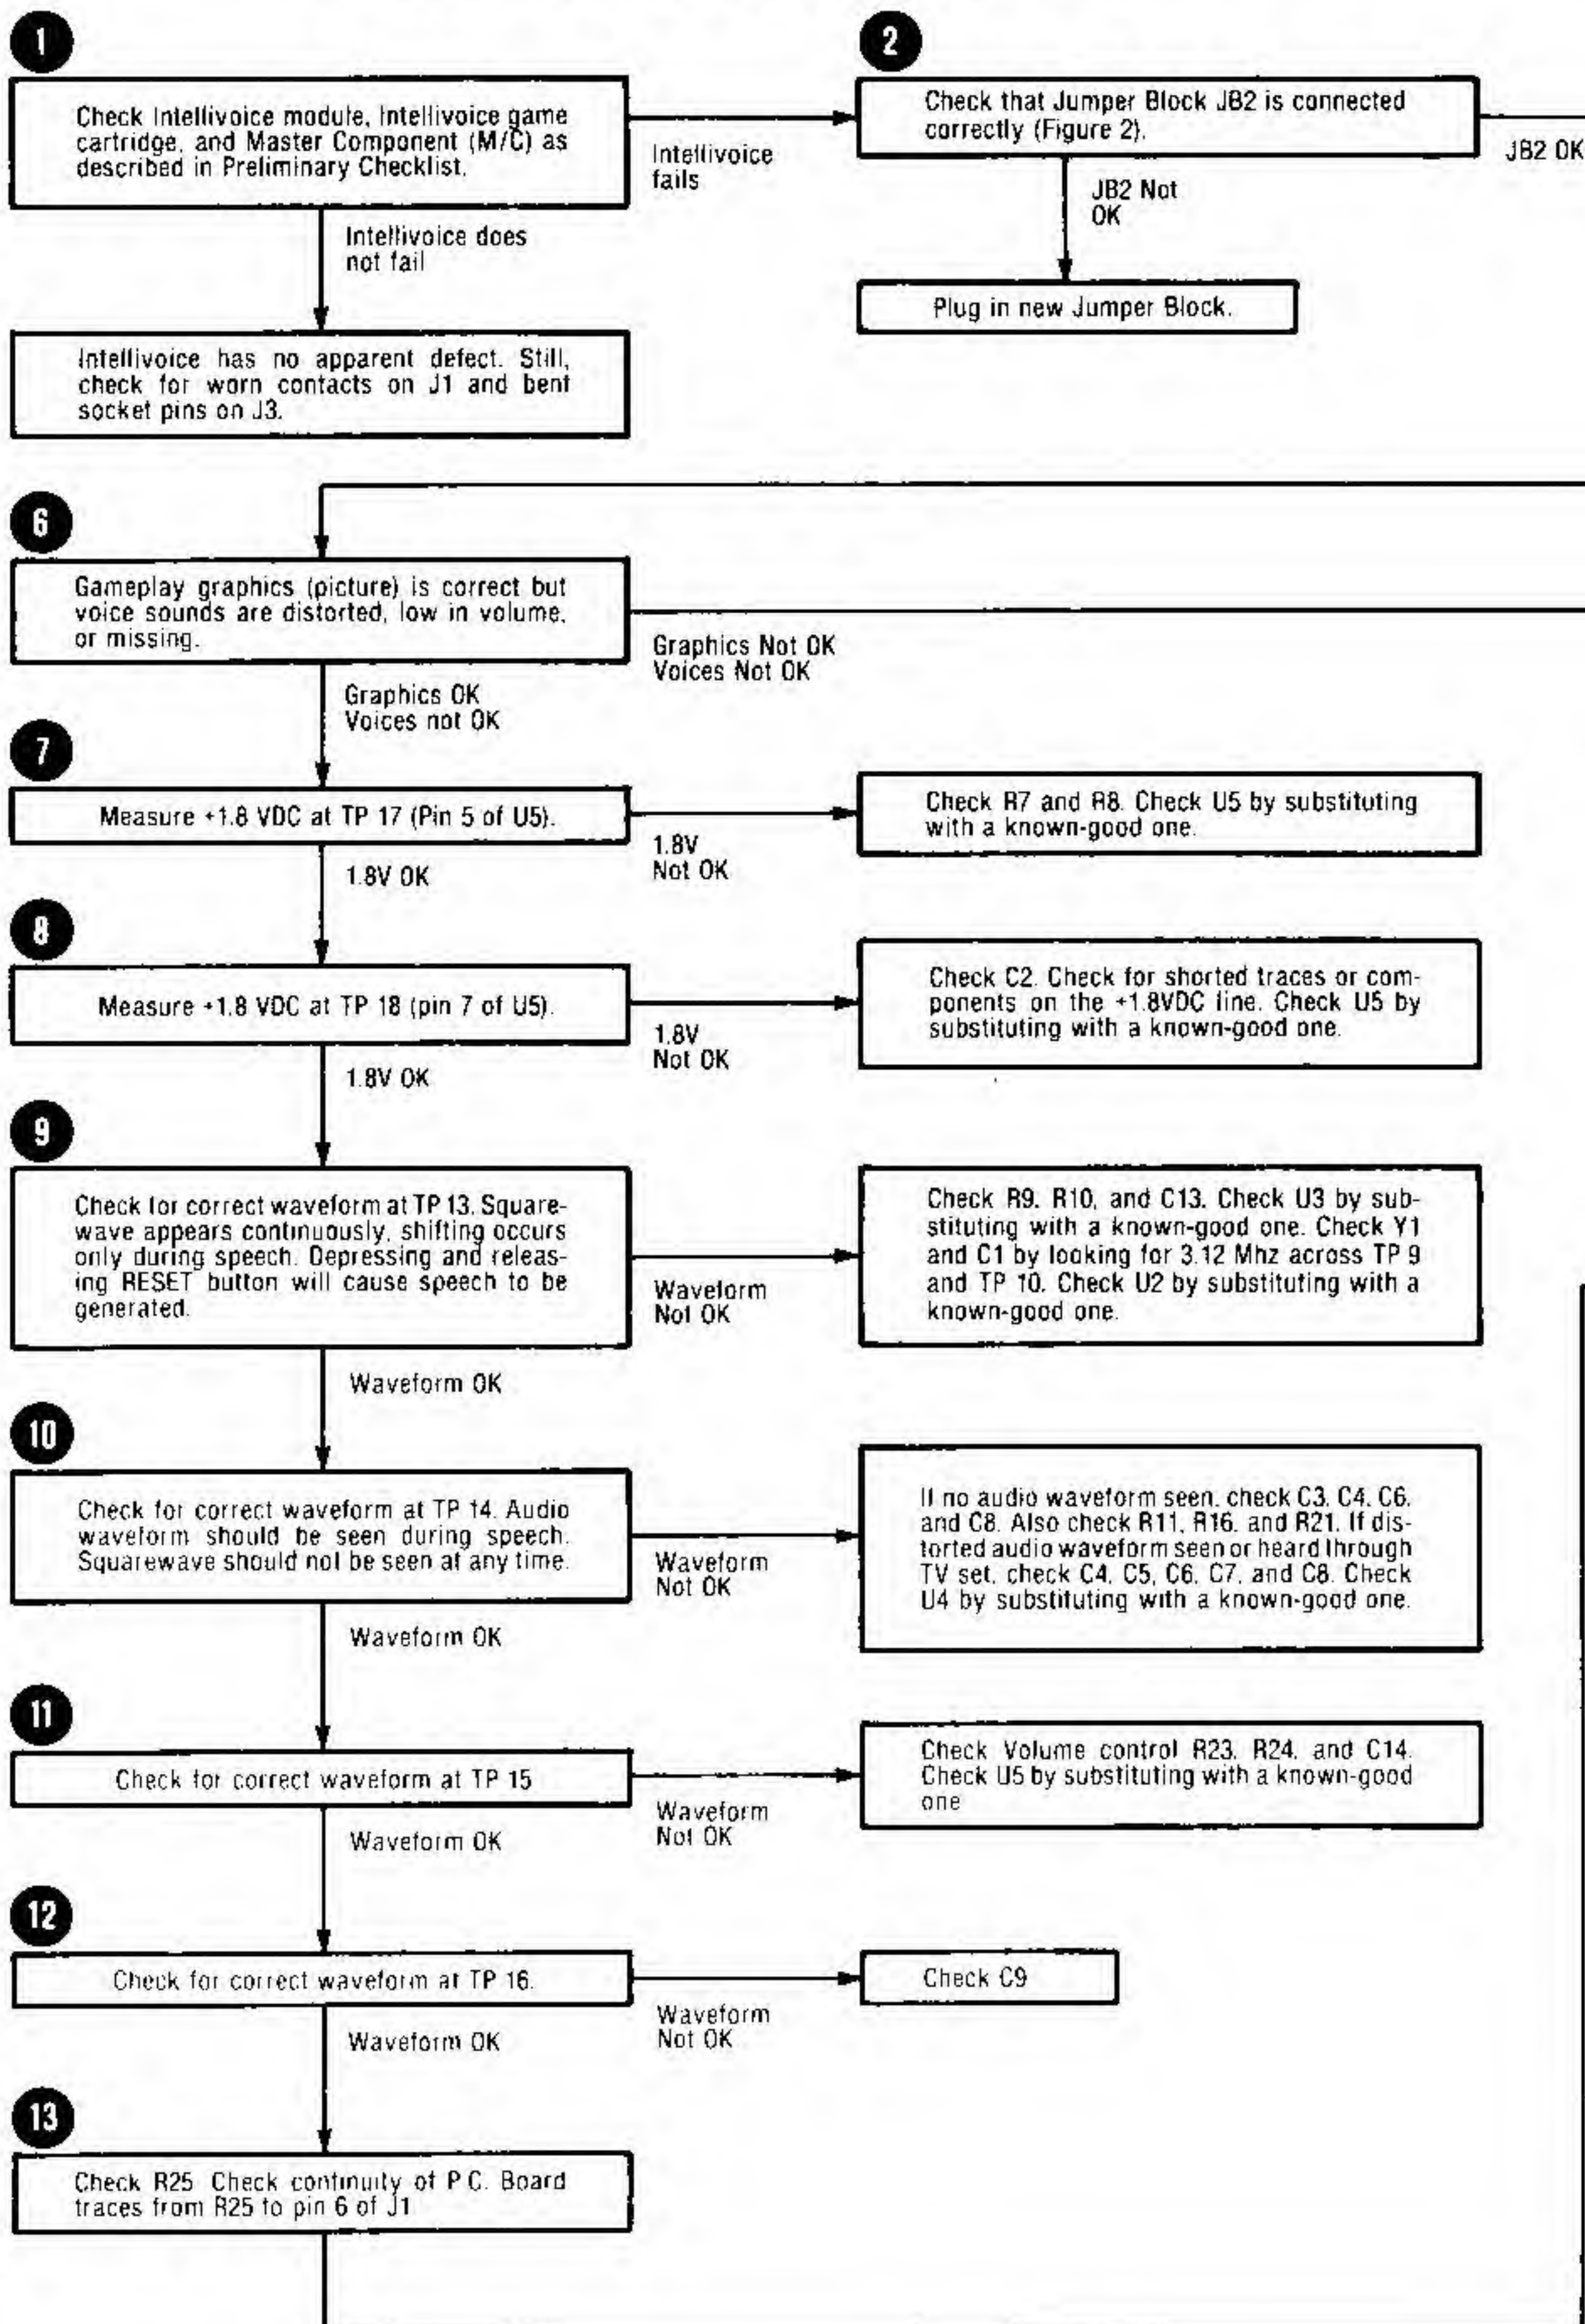 1
Check Intellivoice module, Intellivoice game
cartridge, and Master Component (M/C) as
described in Preliminary Checklist.
Intellivoice
fails
2
Check that Jumper Block JB2 is connected
correctly (Figure 2).
JB2 OK
JB2 Not
OK
Plug in new Jumper Block.
Intellivoice does
not fail
Intellivoice has no apparent defect. Still,
check for worn contacts on J1 and bent
socket pins on J3.
6
Gameplay graphics (picture) is correct but
voice sounds are distorted, low in volume,
or missing.
Graphics Not OK
Voices Not OK
Graphics OK
Voices not OK
7
Measure +1.8 VDC at TP 17 (Pin 5 of U5).
1.8V
Not OK
Check R7 and R8. Check U5 by substituting
with a known-good one.
1.8V OK
8
Measure +1.8 VDC at TP 18 (pin 7 of U5).
1.8V
Not OK
Check C2. Check for shorted traces or com-
ponents on the +1.8VDC line. Check U5 by
substituting with a known-good one.
1.8V OK
9
Check for correct waveform at TP 13. Square-
wave appears continuously, shifting occurs
only during speech. Depressing and releas-
ing RESET button will cause speech to be
generated.
Waveform
Not OK
Check R9, R10, and C13. Check U3 by sub-
stituting with a known-good one. Check Y1
and C1 by looking for 3.12 Mhz across TP 9
and TP 10. Check U2 by substituting with a
known-good one.
Waveform OK
10
Check for correct waveform at TP 14. Audio
waveform should be seen during speech.
Squarewave should not be seen at any time.
Waveform
Not OK
If no audio waveform seen, check C3, C4, C6,
and C8. Also check R11, R16, and R21. If dis-
torted audio waveform seen or heard through
TV set, check C4, C5, C6, C7, and C8. Check
U4 by substituting with a known-good one.
Waveform OK
11
Check for correct waveform at TP 15
Waveform
Not OK
Check Volume control R23, R24, and C14.
Check U5 by substituting with a known-good
one
Waveform OK
12
Check for correct waveform at TP 16.
Waveform
Not OK
Check C9
Waveform OK
13
Check R25 Check continuity of P.C. Board
traces from R25 to pin 6 of J1